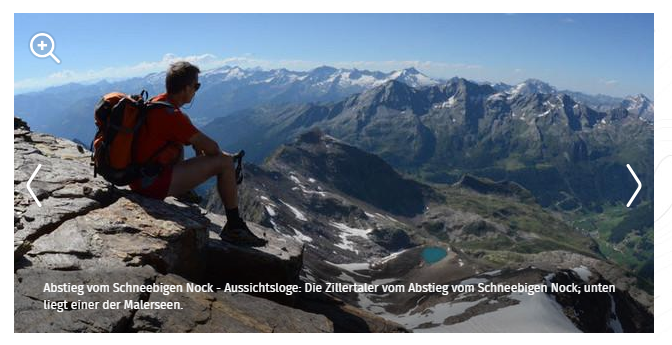 Abstieg vom Schneebigen Nock - Aussichtsloge: Die Zillertaler vom Abstieg vom Schneebigen Nock; unten
liegt einer der Malerseen.